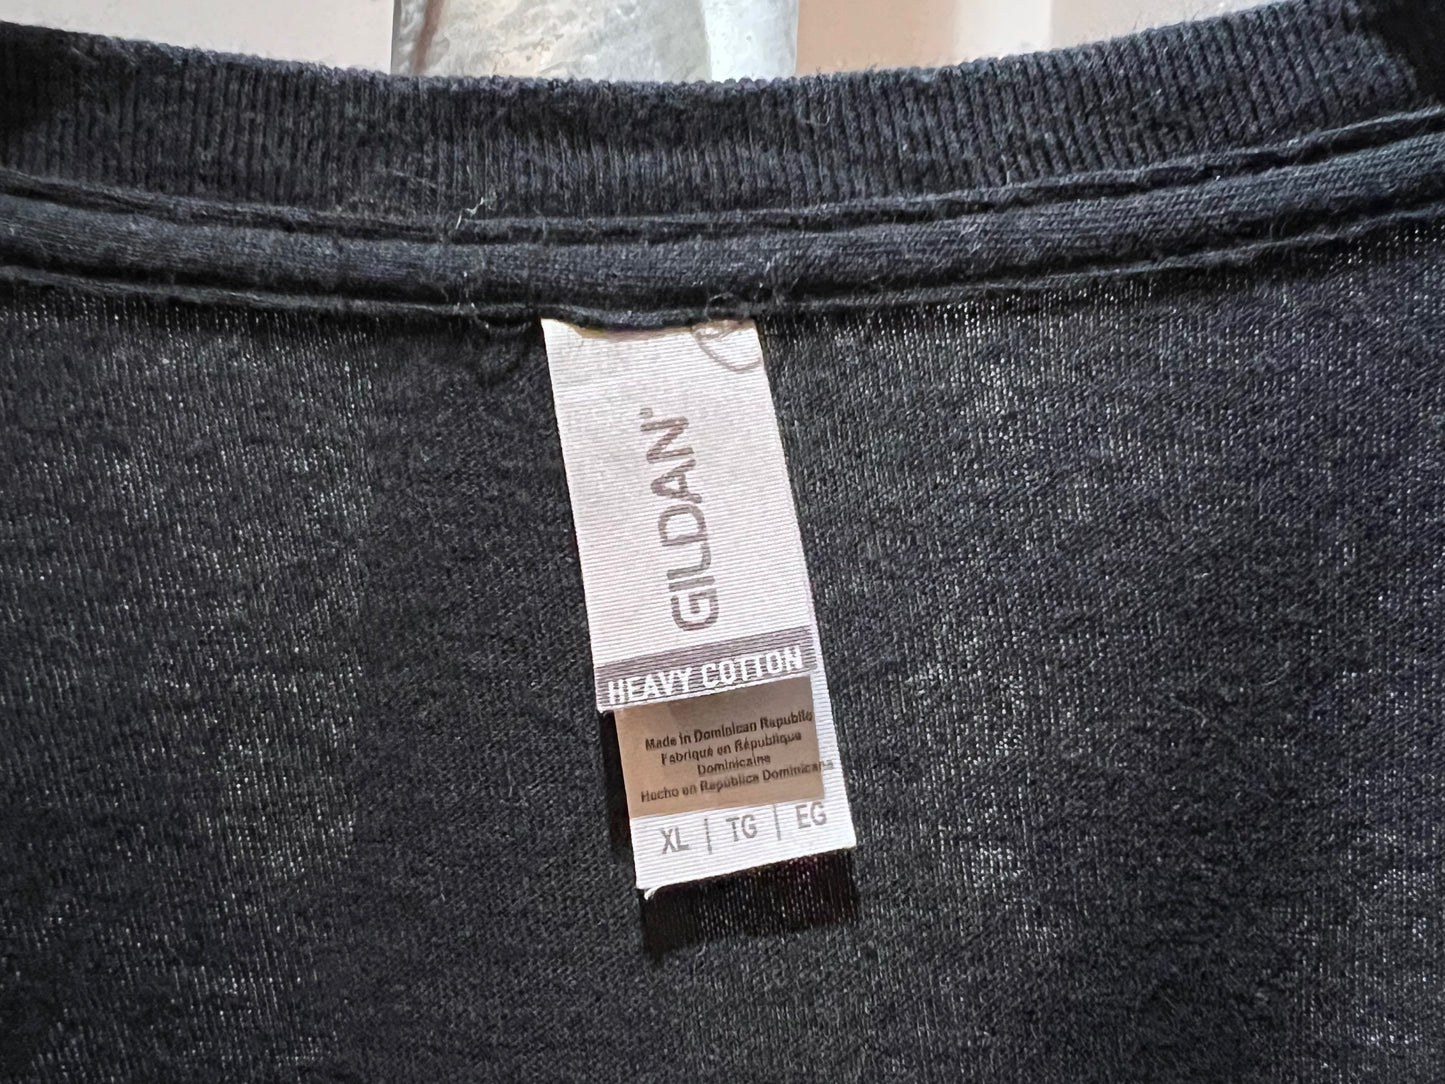 GILDAN®
HEAVY COTTON
Made in Dominican Republic
Fabriqué en République
Dominicaine
Hecho en República Dominicana
XL | TG | EG